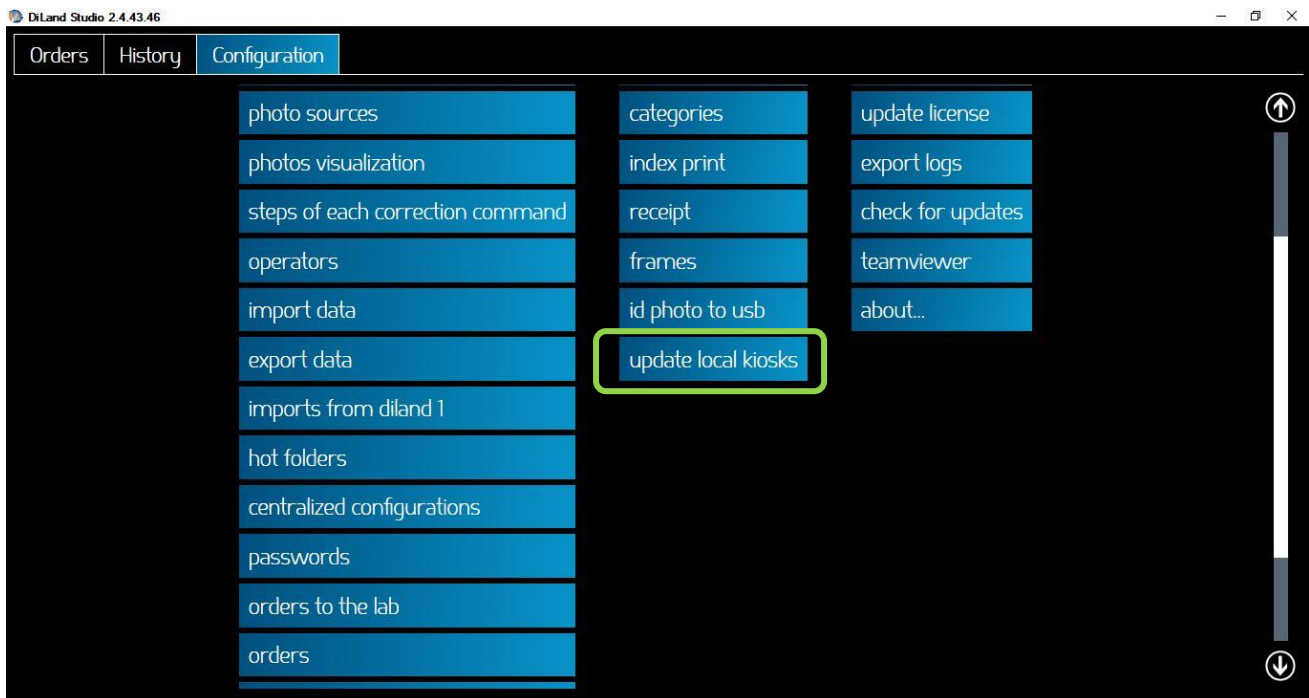 DiLand Studio 2.4.43.46
Orders
History
Configuration
photo sources
photos visualization
steps of each correction command
operators
import data
export data
imports from diland 1
hot folders
centralized configurations
passwords
orders to the lab
orders
categories
index print
receipt
frames
id photo to usb
update local kiosks
update license
export logs
check for updates
teamviewer
about...